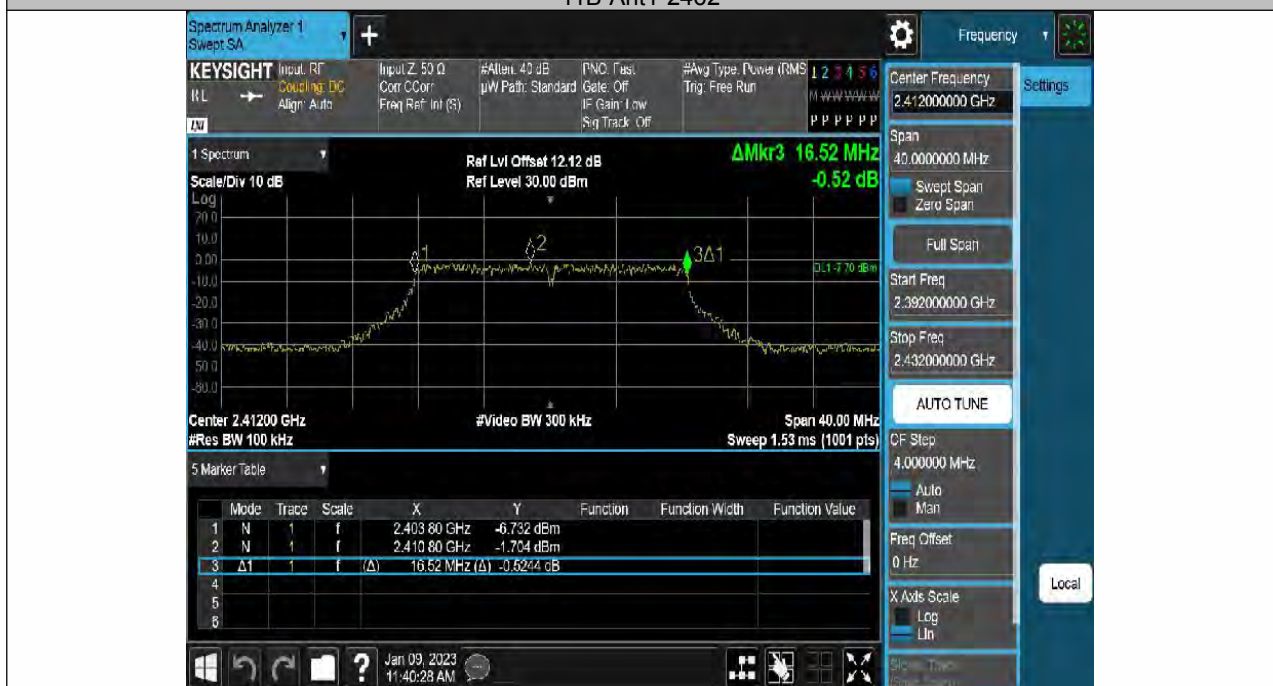 Spectrum Analyzer 1
Swept SA
+
Frequency
KEYSIGHT
Input: RF
Coupling: DC
Align: Auto
Input Z: 50 Ω
Corr CCorr
Freq Ref: Int (S)
#Atten: 40 dB
µW Path: Standard
PNO: Fast
Gate: Off
IF Gain: Low
Sig Track: Off
#Avg Type: Power (RMS
Trig: Free Run
1 2 3 4 5 6
M W W W W W
P P P P P P
Center Frequency
2.412000000 GHz
Settings
Span
40.0000000 MHz
Swept Span
Zero Span
Full Span
Start Freq
2.392000000 GHz
Stop Freq
2.432000000 GHz
AUTO TUNE
CF Step
4.000000 MHz
Auto
Man
Freq Offset
0 Hz
X Axis Scale
Log
Lin
Local
1 Spectrum
Scale/Div 10 dB
Ref Lvl Offset 12.12 dB
Ref Level 30.00 dBm
ΔMkr3 16.52 MHz
-0.52 dB
Log
10.0
0.00
-10.0
-20.0
-30.0
-40.0
1
2
3Δ1
DL1 -7.70 dBm
Center 2.41200 GHz
#Video BW 300 kHz
Span 40.00 MHz
#Res BW 100 kHz
Sweep 1.53 ms (1001 pts)
5 Marker Table
Mode Trace Scale X Y Function Function Width Function Value
1 N 1 f 2.403 80 GHz -6.732 dBm
2 N 1 f 2.410 80 GHz -1.704 dBm
3 Δ1 1 f (Δ) 16.52 MHz (Δ) -0.5244 dB
4
5
6
?
Jan 09, 2023
11:40:28 AM